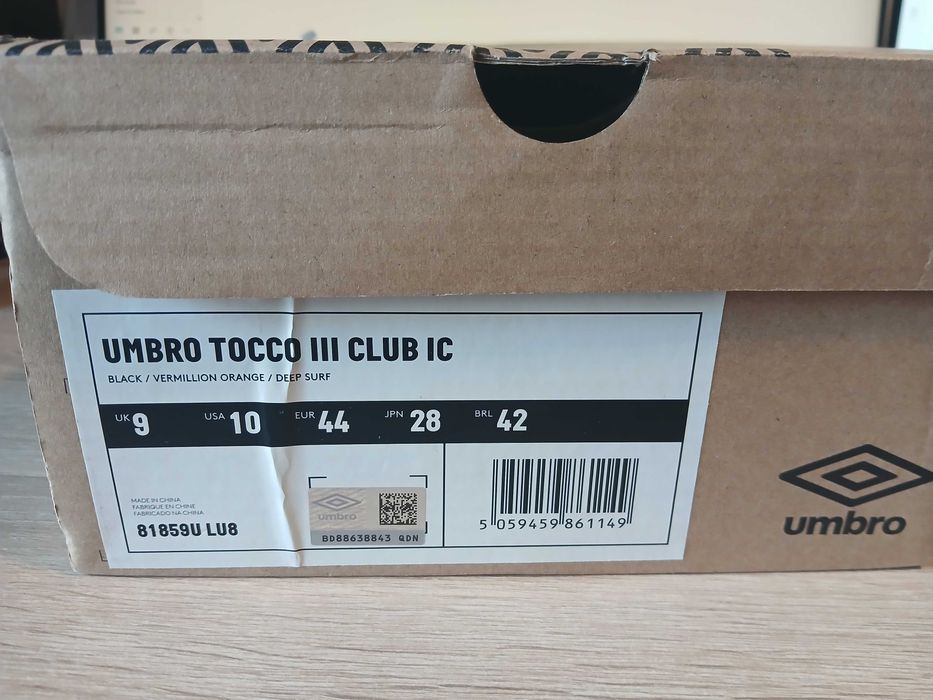 UMBRO TOCCO III CLUB IC
BLACK / VERMILLION ORANGE / DEEP SURF
UK 9 USA 10 EUR 44 JPN 28 BRL 42
MADE IN CHINA
FABRIQUE EN CHINE
FABRICADO NA CHINA
81859U LU8
umbro
BD88638843 QDN
5 059459 861149
umbro